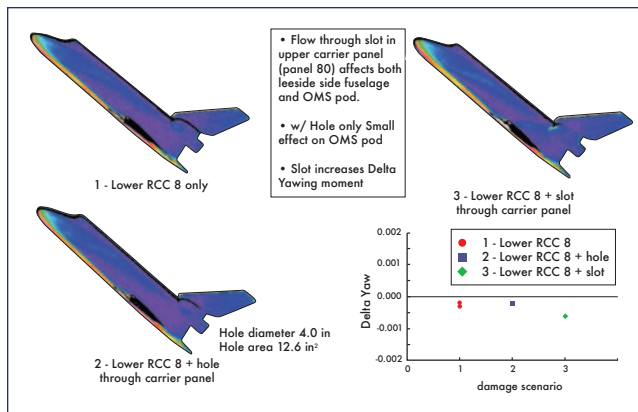 • Flow through slot in
upper carrier panel
(panel 80) affects both
leeside side fuselage
and OMS pod.
• w/ Hole only Small
effect on OMS pod
• Slot increases Delta
Yawing moment
1 - Lower RCC 8 only
3 - Lower RCC 8 + slot
through carrier panel
Hole diameter 4.0 in
Hole area 12.6 in²
2 - Lower RCC 8 + hole
through carrier panel
0.002
1 - Lower RCC 8
2 - Lower RCC 8 + hole
3 - Lower RCC 8 + slot
0.001
0.000
-0.001
-0.002
Delta Yaw
0 1 2 3 4
damage scenario